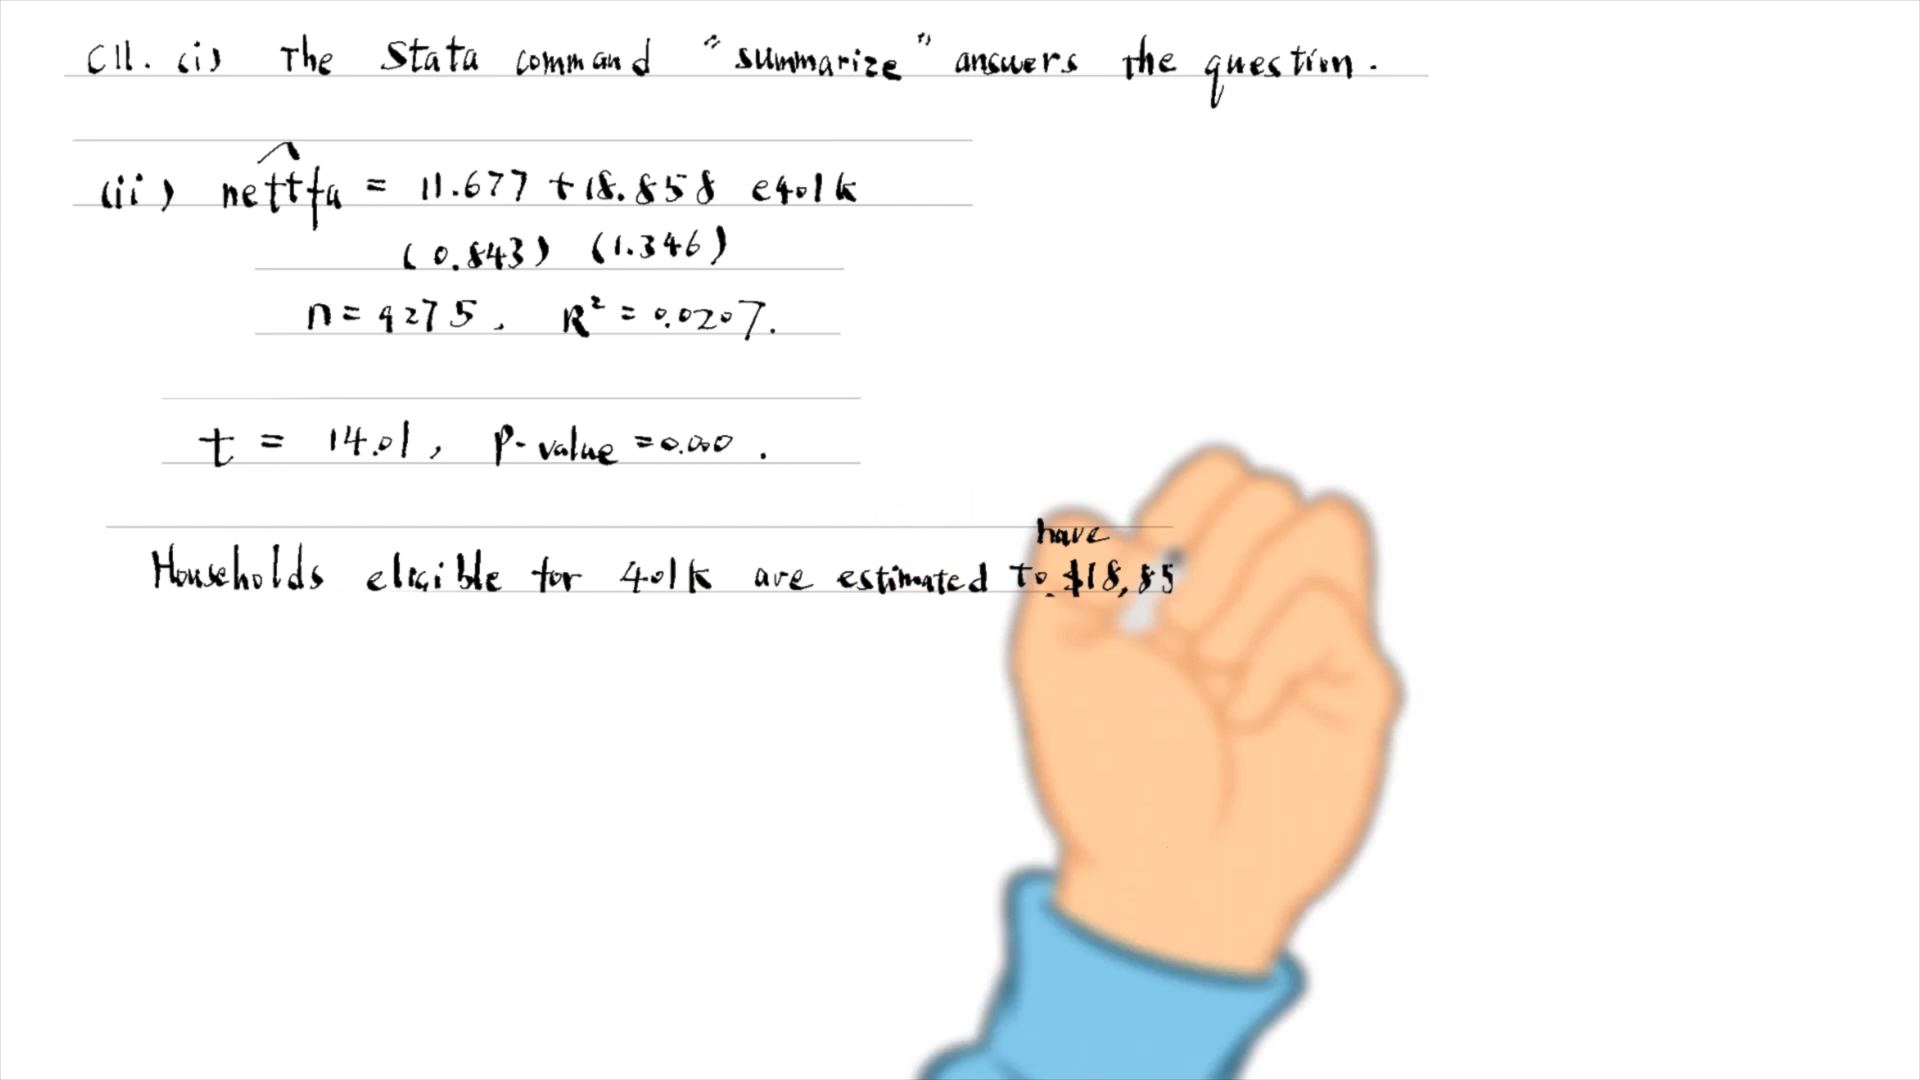 C11. (i) The Stata command "summarize" answers the question.
(ii) nettfa = 11.677 + 18.858 e401k
(0.843) (1.346)
n = 9275, R² = 0.0207.
t = 14.01, P-value = 0.000.
have
Households eligible for 401k are estimated to $18,85